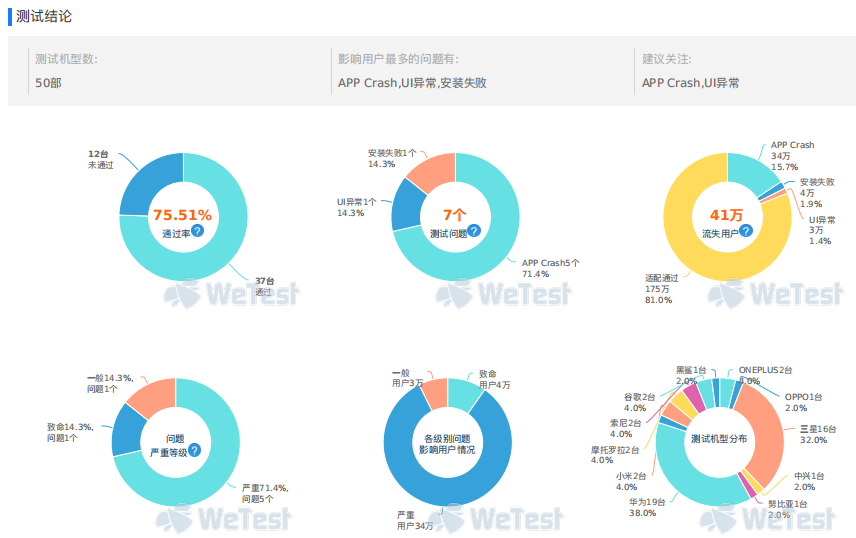 测试结论
测试机型数:
50部
影响用户最多的问题有:
APP Crash,UI异常,安装失败
建议关注:
APP Crash,UI异常
12台
未通过
75.51%
通过率?
37台
通过
WeTest
安装失败1个
14.3%
UI异常1个
14.3%
7个
测试问题?
APP Crash5个
71.4%
WeTest
APP Crash
34万
15.7%
安装失败
4万
1.9%
UI异常
3万
1.4%
41万
流失用户?
适配通过
175万
81.0%
WeTest
一般14.3%,
问题1个
致命14.3%,
问题1个
问题
严重等级?
严重71.4%,
问题5个
WeTest
一般
用户3万
致命
用户4万
各级别问题
影响用户情况
严重
用户34万
WeTest
黑鲨1台
2.0%
ONEPLUS2台
4.0%
谷歌2台
4.0%
OPPO1台
2.0%
索尼2台
4.0%
三星16台
32.0%
测试机型分布
摩托罗拉2台
4.0%
小米2台
4.0%
中兴1台
2.0%
华为19台
38.0%
努比亚1台
2.0%
WeTest